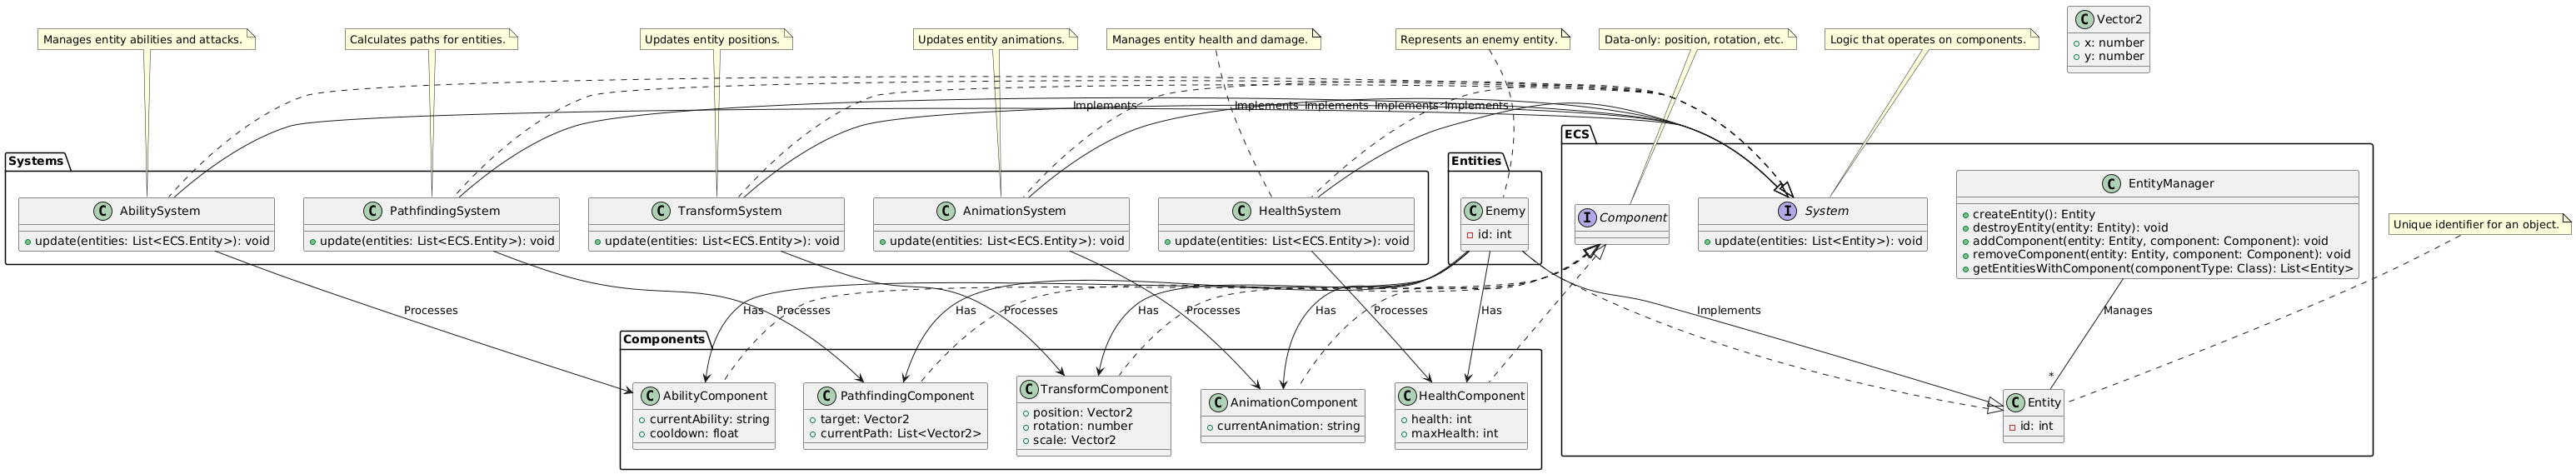 Vector2
x: number
y: number
Manages entity abilities and attacks.
Calculates paths for entities.
Updates entity positions.
Updates entity animations.
Manages entity health and damage.
Represents an enemy entity.
Data-only: position, rotation, etc.
Logic that operates on components.
Implements
Implements
Implements
Implements
Implements
Systems
Entities
ECS
AbilitySystem
update(entities: List<ECS.Entity>): void
PathfindingSystem
update(entities: List<ECS.Entity>): void
TransformSystem
update(entities: List<ECS.Entity>): void
AnimationSystem
update(entities: List<ECS.Entity>): void
HealthSystem
update(entities: List<ECS.Entity>): void
Enemy
id: int
Component
System
update(entities: List<Entity>): void
EntityManager
createEntity(): Entity
destroyEntity(entity: Entity): void
addComponent(entity: Entity, component: Component): void
removeComponent(entity: Entity, component: Component): void
getEntitiesWithComponent(componentType: Class): List<Entity>
Unique identifier for an object.
Processes
Has
Processes
Has
Processes
Has
Processes
Has
Processes
Has
Implements
Manages
*
Components
AbilityComponent
currentAbility: string
cooldown: float
PathfindingComponent
target: Vector2
currentPath: List<Vector2>
TransformComponent
position: Vector2
rotation: number
scale: Vector2
AnimationComponent
currentAnimation: string
HealthComponent
health: int
maxHealth: int
Entity
id: int